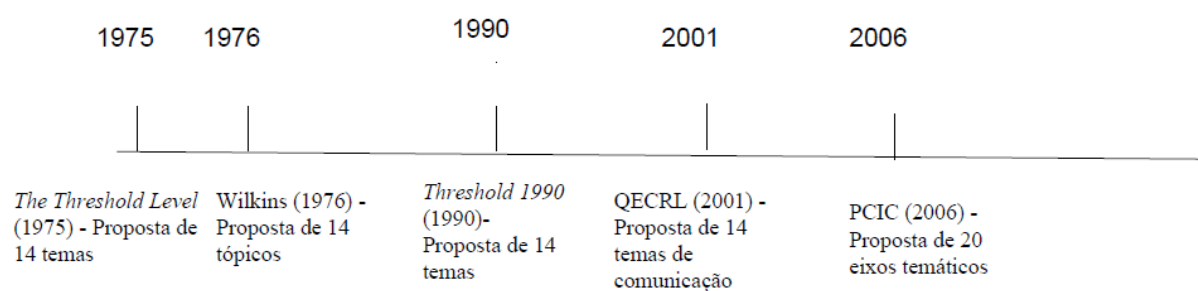 1975
1976
1990
2001
2006
The Threshold Level
(1975) - Proposta de
14 temas
Wilkins (1976) -
Proposta de 14
tópicos
Threshold 1990
(1990)-
Proposta de 14
temas
QECRL (2001) -
Proposta de 14
temas de
comunicação
PCIC (2006) -
Proposta de 20
eixos temáticos